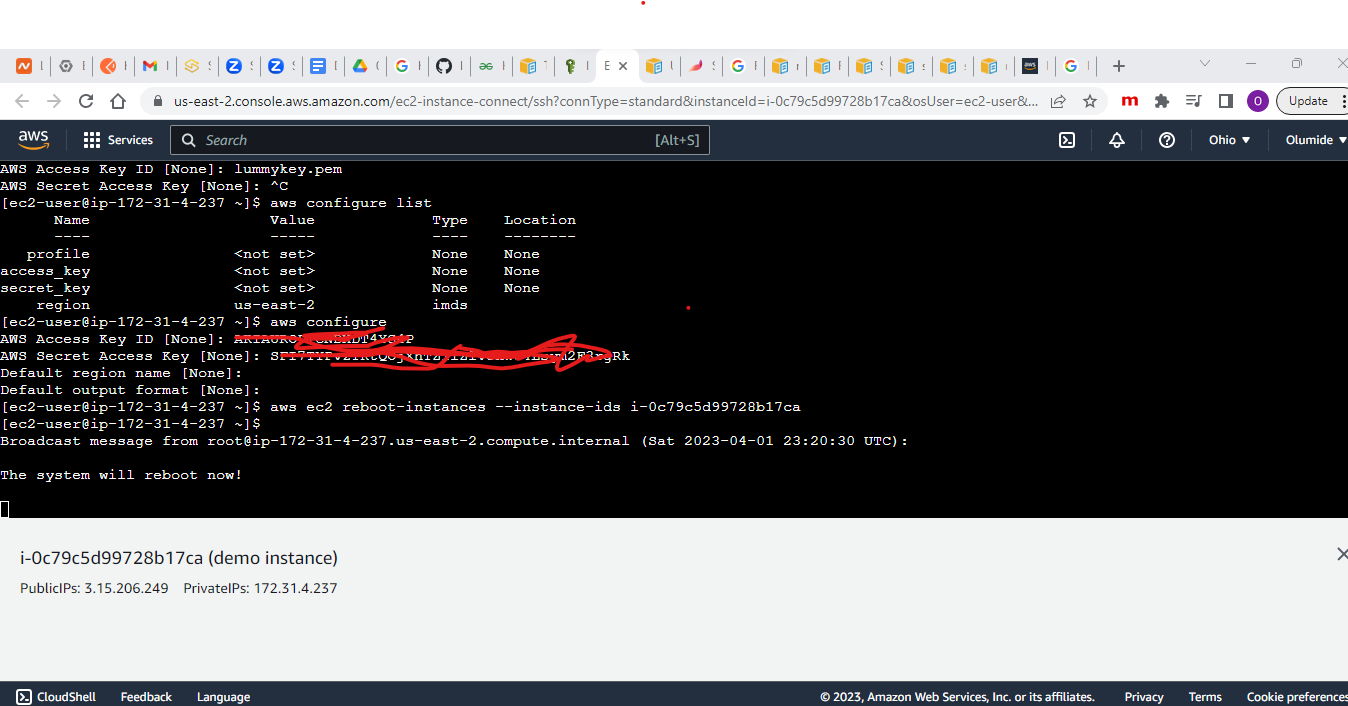 E
us-east-2.console.aws.amazon.com/ec2-instance-connect/ssh?connType=standard&instanceId=i-0c79c5d99728b17ca&osUser=ec2-user&...
m
O
Update
aws
Services
Search
[Alt+S]
Ohio
Olumide
AWS Access Key ID [None]: lummykey.pem
AWS Secret Access Key [None]: ^C
[ec2-user@ip-172-31-4-237 ~]$ aws configure list
Name Value Type Location
---- ----- ---- --------
profile <not set> None None
access_key <not set> None None
secret_key <not set> None None
region us-east-2 imds
[ec2-user@ip-172-31-4-237 ~]$ aws configure
AWS Access Key ID [None]:
AWS Secret Access Key [None]:
Default region name [None]:
Default output format [None]:
[ec2-user@ip-172-31-4-237 ~]$ aws ec2 reboot-instances --instance-ids i-0c79c5d99728b17ca
[ec2-user@ip-172-31-4-237 ~]$
Broadcast message from root@ip-172-31-4-237.us-east-2.compute.internal (Sat 2023-04-01 23:20:30 UTC):
The system will reboot now!
i-0c79c5d99728b17ca (demo instance)
PublicIPs: 3.15.206.249 PrivateIPs: 172.31.4.237
CloudShell Feedback Language © 2023, Amazon Web Services, Inc. or its affiliates. Privacy Terms Cookie preferences